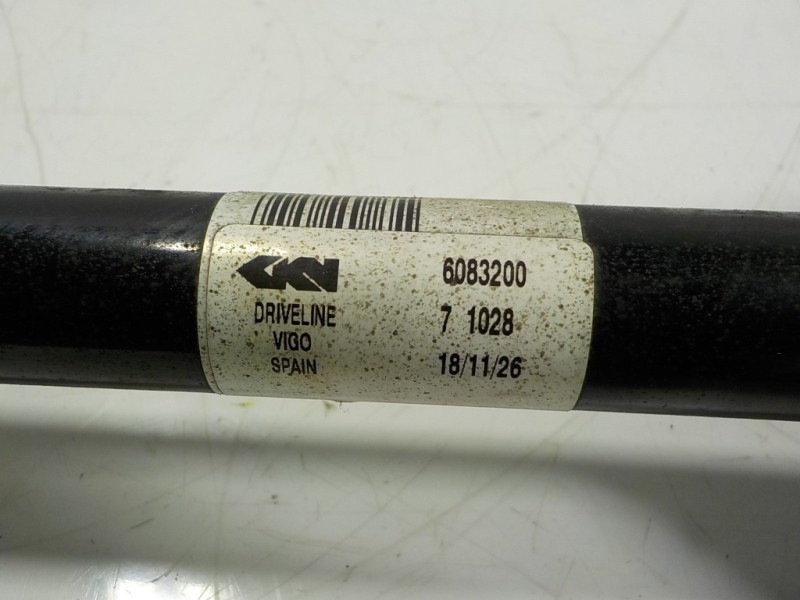 GKN 6083200
DRIVELINE 7 1028
VIGO
SPAIN 18/11/26